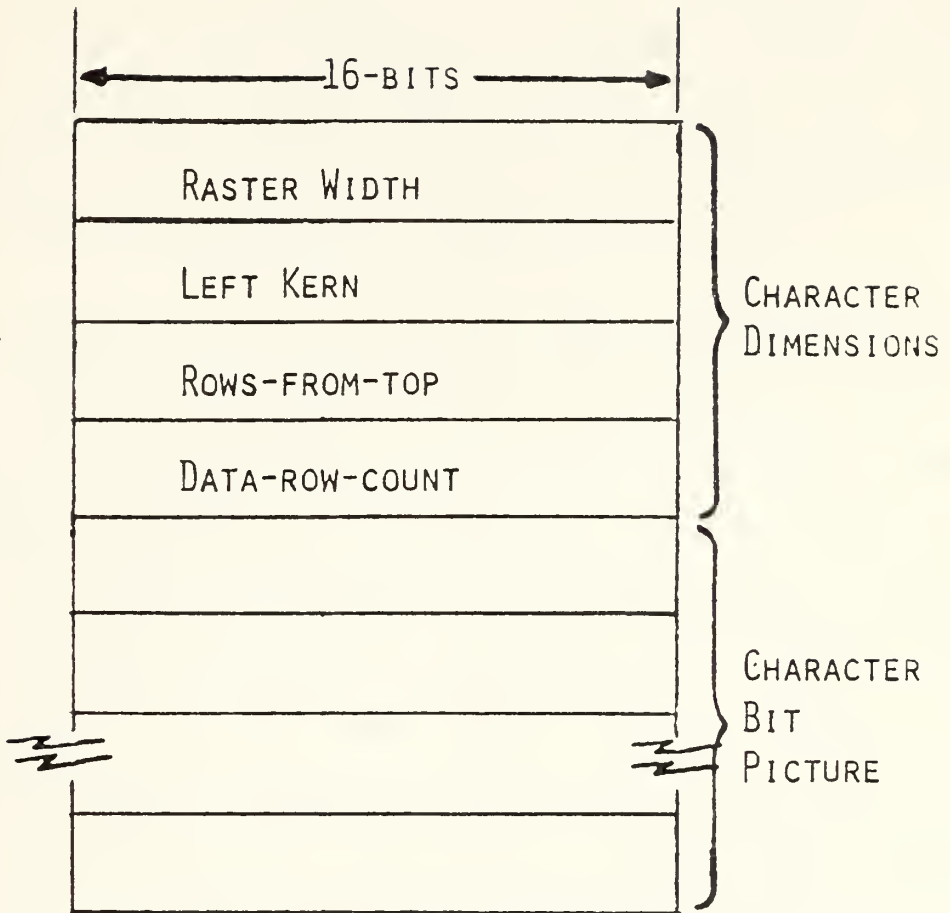 16-BITS
RASTER WIDTH
LEFT KERN
ROWS-FROM-TOP
DATA-ROW-COUNT
CHARACTER
DIMENSIONS
CHARACTER
BIT
PICTURE